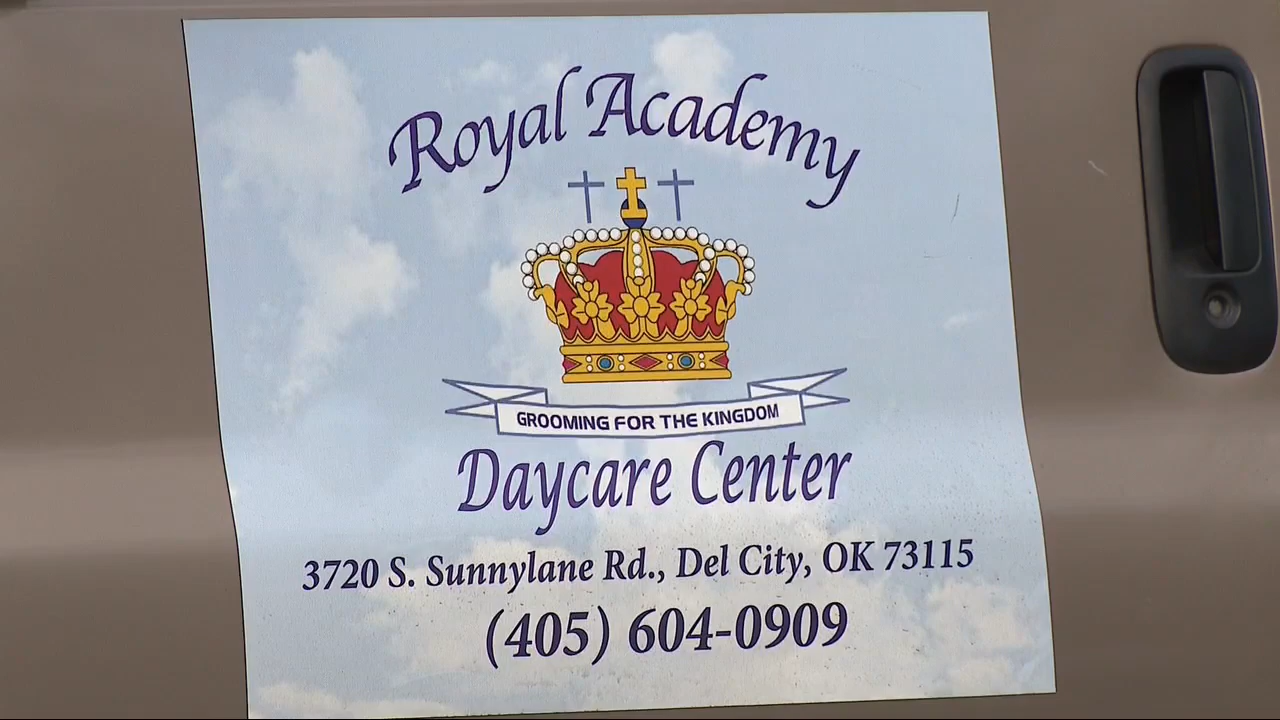 Royal Academy
GROOMING FOR THE KINGDOM
Daycare Center
3720 S. Sunnylane Rd., Del City, OK 73115
(405) 604-0909